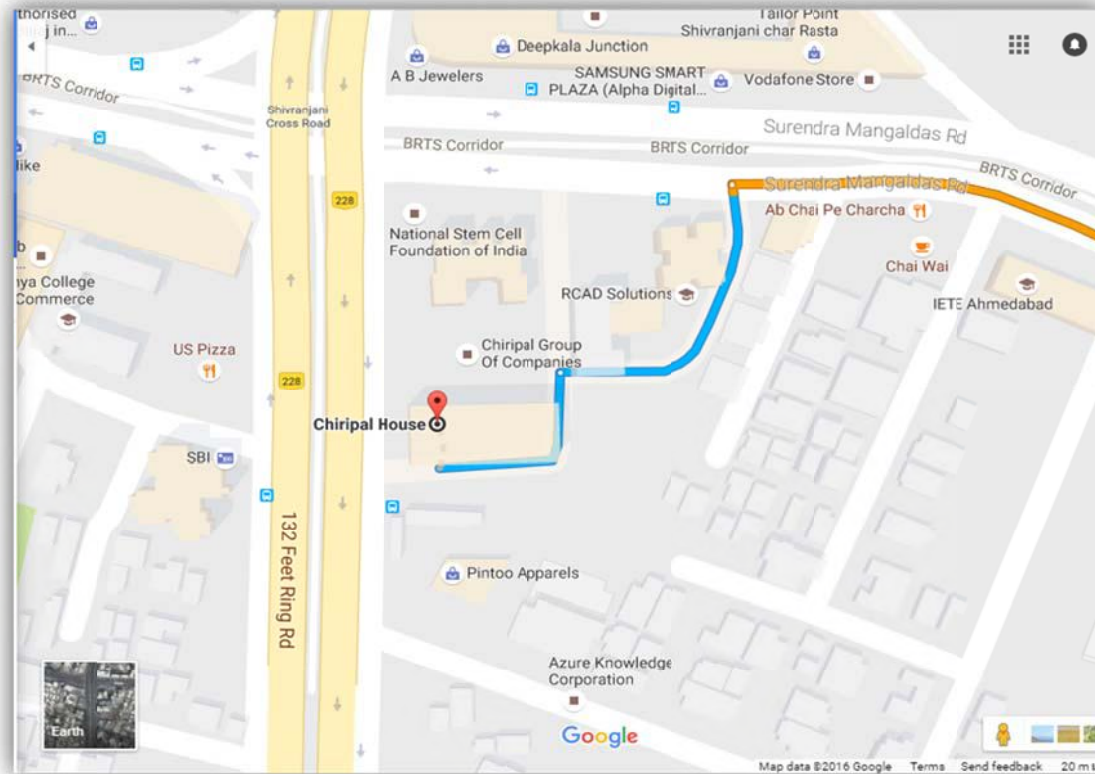 thorised
j in...
Deepkala Junction
A B Jewelers
Tailor Point
Shivranjani char Rasta
SAMSUNG SMART
PLAZA (Alpha Digital...
Vodafone Store
BRTS Corridor
Shivranjani
Cross Road
BRTS Corridor
BRTS Corridor
Surendra Mangaldas Rd
BRTS Corridor
like
228
National Stem Cell
Foundation of India
Surendra Mangaldas Rd
Ab Chai Pe Charcha
Chai Wai
b
...
nya College
Commerce
RCAD Solutions
IETE Ahmedabad
US Pizza
Chiripal Group
Of Companies
228
Chiripal House
SBI
132 Feet Ring Rd
Pintoo Apparels
Azure Knowledge
Corporation
Earth
Google
Map data ©2016 Google Terms Send feedback 20 m